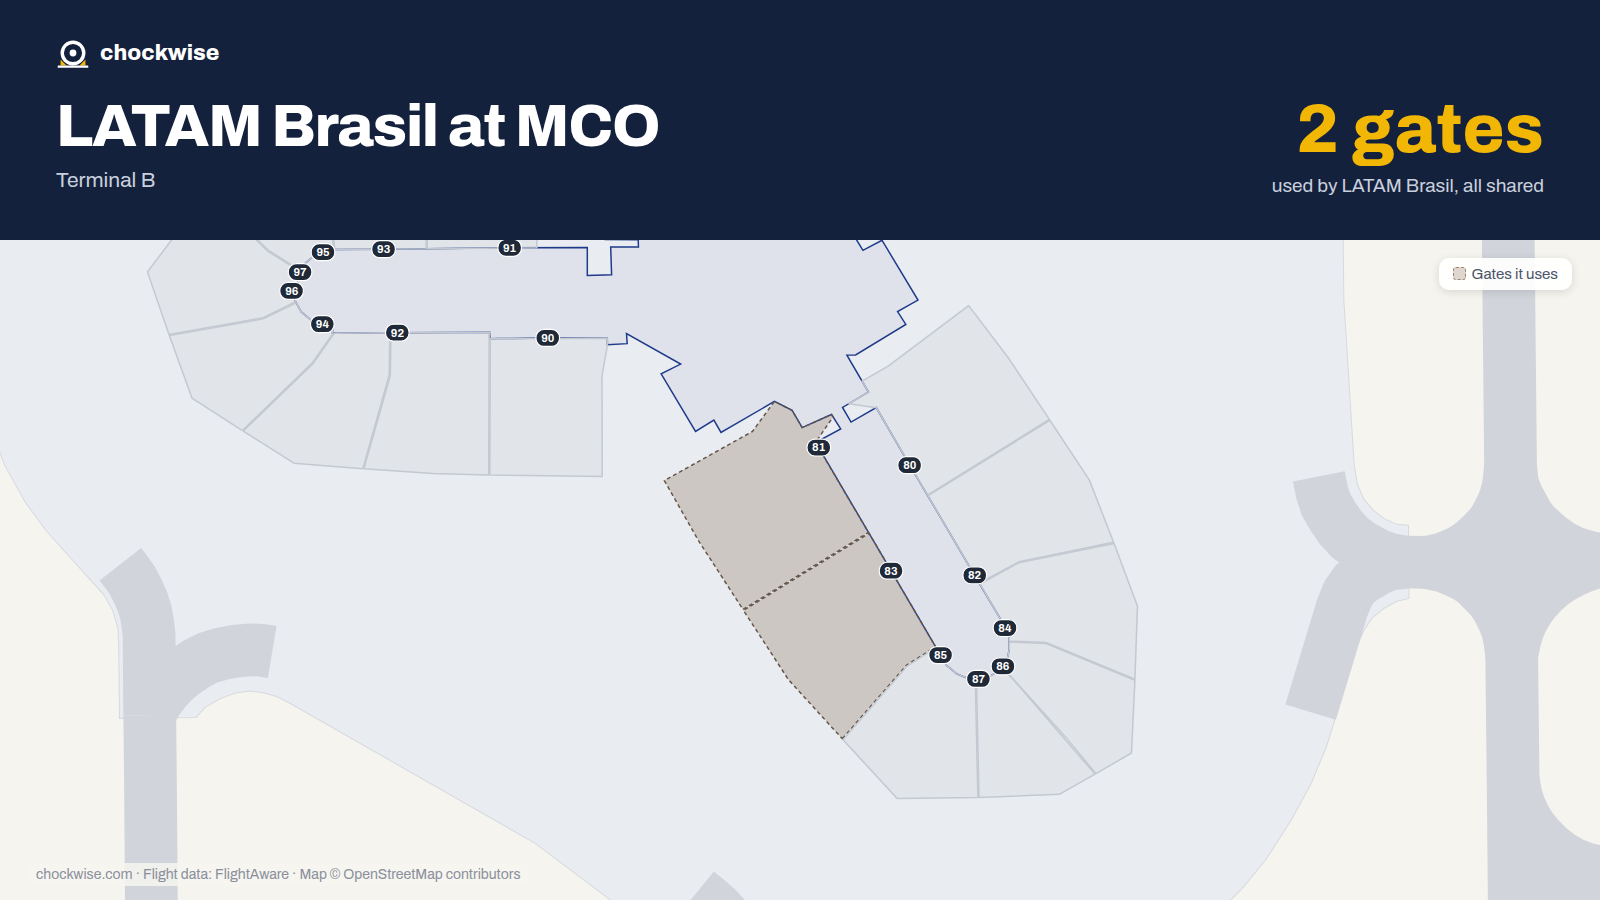 chockwise
LATAM Brasil at MCO
Terminal B
2 gates
used by LATAM Brasil, all shared
Gates it uses
95
93
91
97
96
94
92
90
81
80
83
82
84
85
86
87
chockwise.com · Flight data: FlightAware · Map © OpenStreetMap contributors